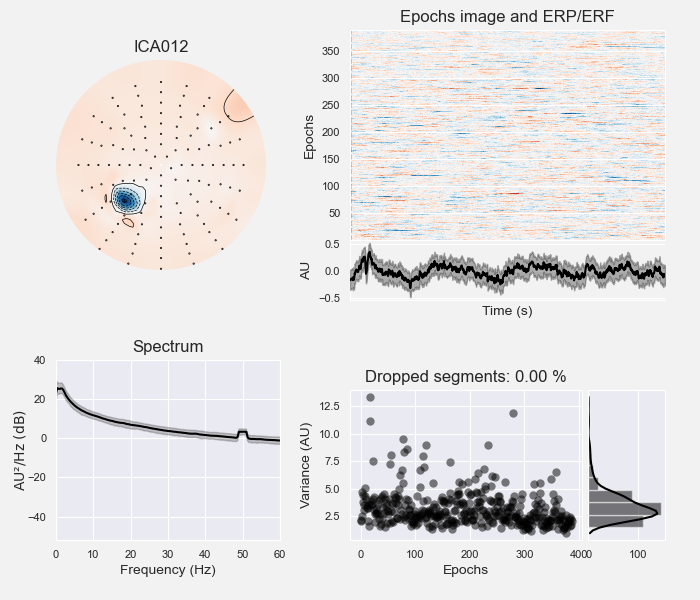 ICA012
Epochs image and ERP/ERF
Epochs
350
300
250
200
150
100
50
AU
0.5
0.0
−0.5
Time (s)
Spectrum
AU²/Hz (dB)
40
20
0
−20
−40
0 10 20 30 40 50 60
Frequency (Hz)
Dropped segments: 0.00 %
Variance (AU)
12.5
10.0
7.5
5.0
2.5
0 100 200 300 400
Epochs
0 100